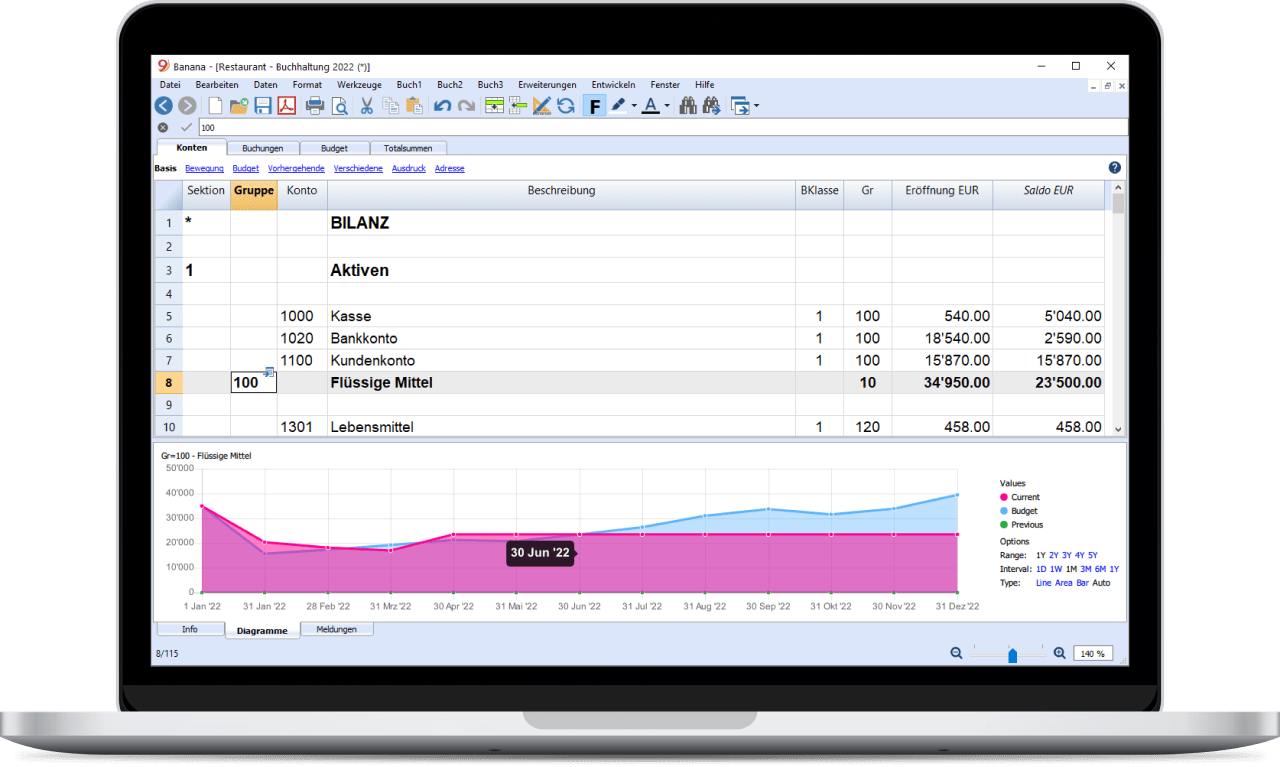 Banana - [Restaurant - Buchhaltung 2022 (*)]
Datei Bearbeiten Daten Format Werkzeuge Buch1 Buch2 Buch3 Erweiterungen Entwickeln Fenster Hilfe
F A
100
Konten Buchungen Budget Totalsummen
Basis Bewegung Budget Vorhergehende Verschiedene Ausdruck Adresse
Sektion Gruppe Konto Beschreibung BKlasse Gr Eröffnung EUR Saldo EUR
1 * BILANZ
2
3 1 Aktiven
4
5 1000 Kasse 1 100 540.00 5'040.00
6 1020 Bankkonto 1 100 18'540.00 2'590.00
7 1100 Kundenkonto 1 100 15'870.00 15'870.00
8 100 Flüssige Mittel 10 34'950.00 23'500.00
9
10 1301 Lebensmittel 1 120 458.00 458.00
Gr=100 - Flüssige Mittel
50'000
40'000
30'000
20'000
10'000
0
30 Jun '22
1 Jan '22 31 Jan '22 28 Feb '22 31 Mrz '22 30 Apr '22 31 Mai '22 30 Jun '22 31 Jul '22 31 Aug '22 30 Sep '22 31 Okt '22 30 Nov '22 31 Dez '22
Values
Current
Budget
Previous
Options
Range: 1Y 2Y 3Y 4Y 5Y
Interval: 1D 1W 1M 3M 6M 1Y
Type: Line Area Bar Auto
Info Diagramme Meldungen
8/115
140 %